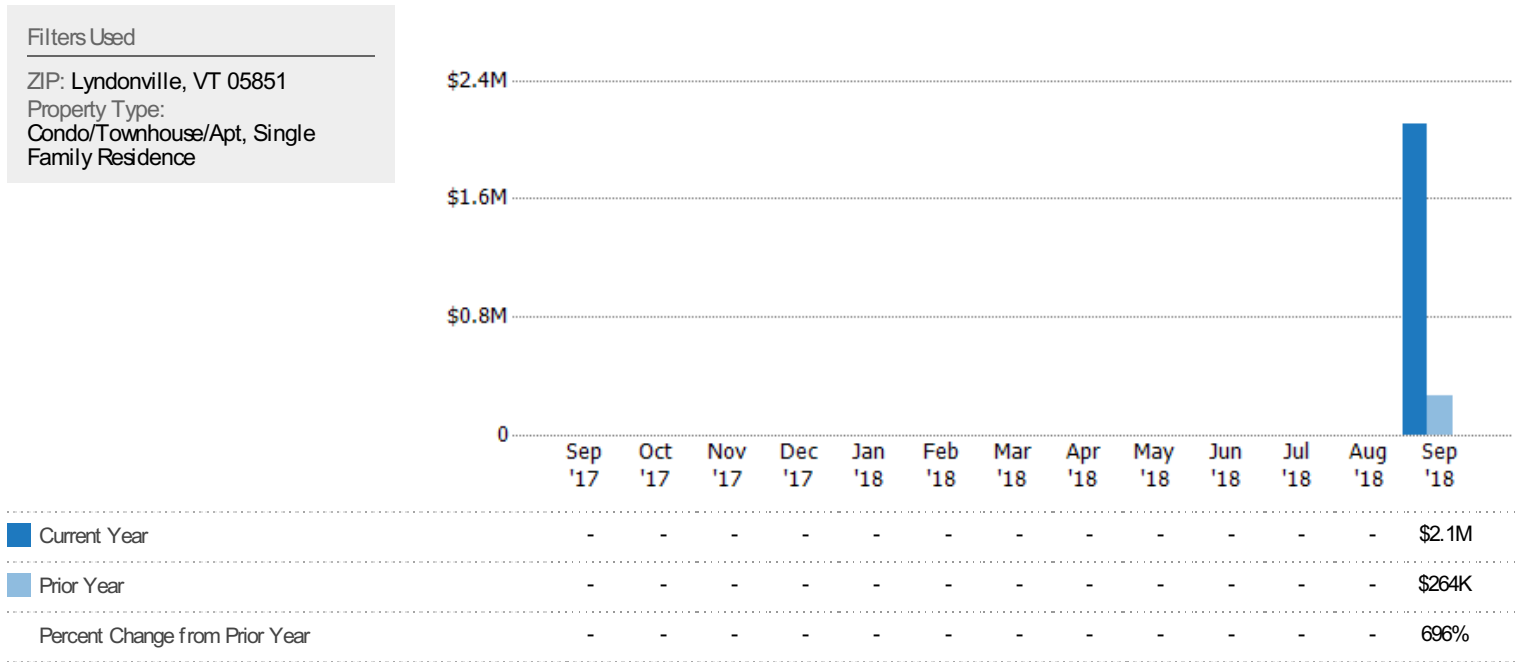 Filters Used
ZIP: Lyndonville, VT 05851
Property Type:
Condo/Townhouse/Apt, Single
Family Residence
$2.4M
$1.6M
$0.8M
0
Sep Oct Nov Dec Jan Feb Mar Apr May Jun Jul Aug Sep
'17 '17 '17 '17 '18 '18 '18 '18 '18 '18 '18 '18 '18
Current Year - - - - - - - - - - - - $2.1M
Prior Year - - - - - - - - - - - - $264K
Percent Change from Prior Year - - - - - - - - - - - - 696%